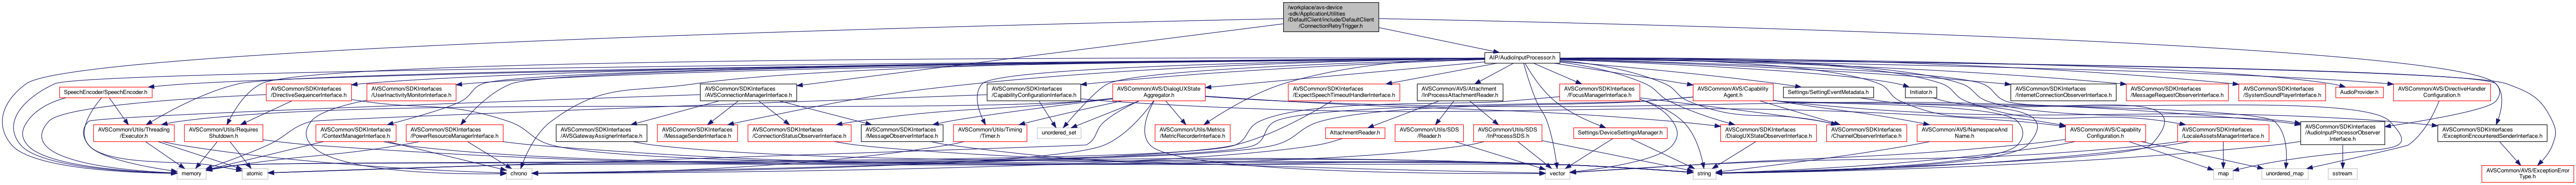 /workplace/avs-device
-sdk/ApplicationUtilities
/DefaultClient/include/DefaultClient
/ConnectionRetryTrigger.h
AIP/AudioInputProcessor.h
SpeechEncoder/SpeechEncoder.h
AVSCommon/SDKInterfaces
/DirectiveSequencerInterface.h
AVSCommon/SDKInterfaces
/UserInactivityMonitorInterface.h
AVSCommon/SDKInterfaces
/AVSConnectionManagerInterface.h
AVSCommon/SDKInterfaces
/CapabilityConfigurationInterface.h
AVSCommon/AVS/DialogUXState
Aggregator.h
AVSCommon/SDKInterfaces
/ExpectSpeechTimeoutHandlerInterface.h
AVSCommon/AVS/Attachment
/InProcessAttachmentReader.h
AVSCommon/SDKInterfaces
/FocusManagerInterface.h
AVSCommon/AVS/Capability
Agent.h
Settings/SettingEventMetadata.h
Initiator.h
AVSCommon/SDKInterfaces
/InternetConnectionObserverInterface.h
AVSCommon/SDKInterfaces
/MessageRequestObserverInterface.h
AVSCommon/SDKInterfaces
/SystemSoundPlayerInterface.h
AudioProvider.h
AVSCommon/AVS/DirectiveHandler
Configuration.h
AVSCommon/Utils/Threading
/Executor.h
AVSCommon/Utils/Requires
Shutdown.h
AVSCommon/SDKInterfaces
/ContextManagerInterface.h
AVSCommon/SDKInterfaces
/PowerResourceManagerInterface.h
AVSCommon/SDKInterfaces
/AVSGatewayAssignerInterface.h
AVSCommon/SDKInterfaces
/MessageSenderInterface.h
AVSCommon/SDKInterfaces
/ConnectionStatusObserverInterface.h
AVSCommon/SDKInterfaces
/MessageObserverInterface.h
AVSCommon/Utils/Timing
/Timer.h
unordered_set
AVSCommon/Utils/Metrics
/MetricRecorderInterface.h
AttachmentReader.h
AVSCommon/Utils/SDS
/Reader.h
AVSCommon/Utils/SDS
/InProcessSDS.h
Settings/DeviceSettingsManager.h
AVSCommon/SDKInterfaces
/DialogUXStateObserverInterface.h
AVSCommon/SDKInterfaces
/ChannelObserverInterface.h
AVSCommon/AVS/NamespaceAnd
Name.h
AVSCommon/AVS/Capability
Configuration.h
AVSCommon/SDKInterfaces
/LocaleAssetsManagerInterface.h
AVSCommon/SDKInterfaces
/AudioInputProcessorObserver
Interface.h
AVSCommon/SDKInterfaces
/ExceptionEncounteredSenderInterface.h
memory
atomic
chrono
vector
string
map
unordered_map
sstream
AVSCommon/AVS/ExceptionError
Type.h